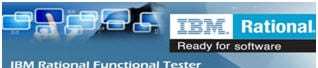 IBM Rational.
Ready for software
IBM Rational Functional Tester